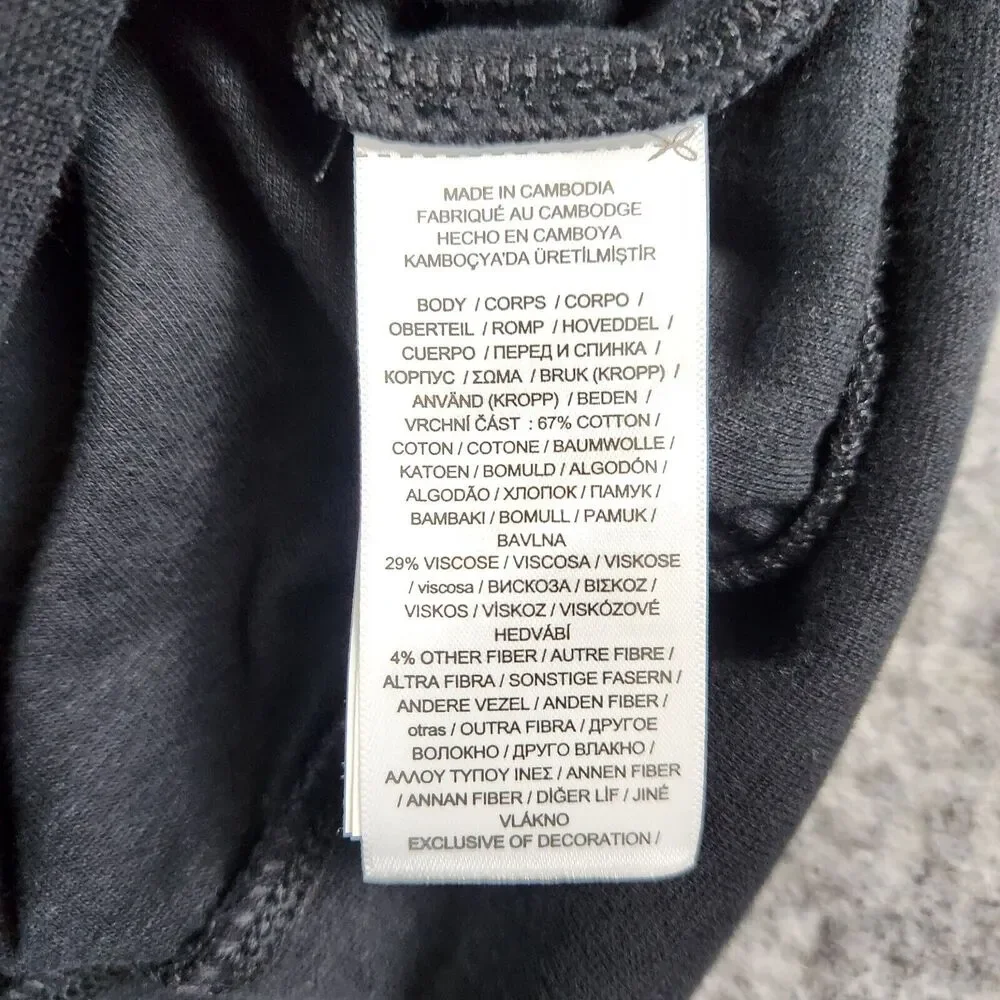 MADE IN CAMBODIA
FABRIQUÉ AU CAMBODGE
HECHO EN CAMBOYA
KAMBOÇYA'DA ÜRETİLMİŞTİR
BODY / CORPS / CORPO /
OBERTEIL / ROMP / HOVEDDEL /
CUERPO / ПЕРЕД И СПИНКА /
КОРПУС / ΣΩΜΑ / BRUK (KROPP) /
ANVÄND (KROPP) / BEDEN /
VRCHNÍ ČÁST : 67% COTTON /
COTON / COTONE / BAUMWOLLE /
KATOEN / BOMULD / ALGODÓN /
ALGODÃO / ХЛОПОК / ПАМУК /
ΒΑΜΒΑΚΙ / BOMULL / PAMUK /
BAVLNA
29% VISCOSE / VISCOSA / VISKOSE
/ viscosa / ВИСКОЗА / ΒΙΣΚΟΖ /
VISKOS / VİSKOZ / VISKÓZOVÉ
HEDVÁBÍ
4% OTHER FIBER / AUTRE FIBRE /
ALTRA FIBRA / SONSTIGE FASERN /
ANDERE VEZEL / ANDEN FIBER /
otras / OUTRA FIBRA / ДРУГОЕ
ВОЛОКНО / ДРУГО ВЛАКНО /
ΑΛΛΟΥ ΤΥΠΟΥ ΙΝΕΣ / ANNEN FIBER
/ ANNAN FIBER / DİĞER LİF / JINÉ
VLÁKNO
EXCLUSIVE OF DECORATION /